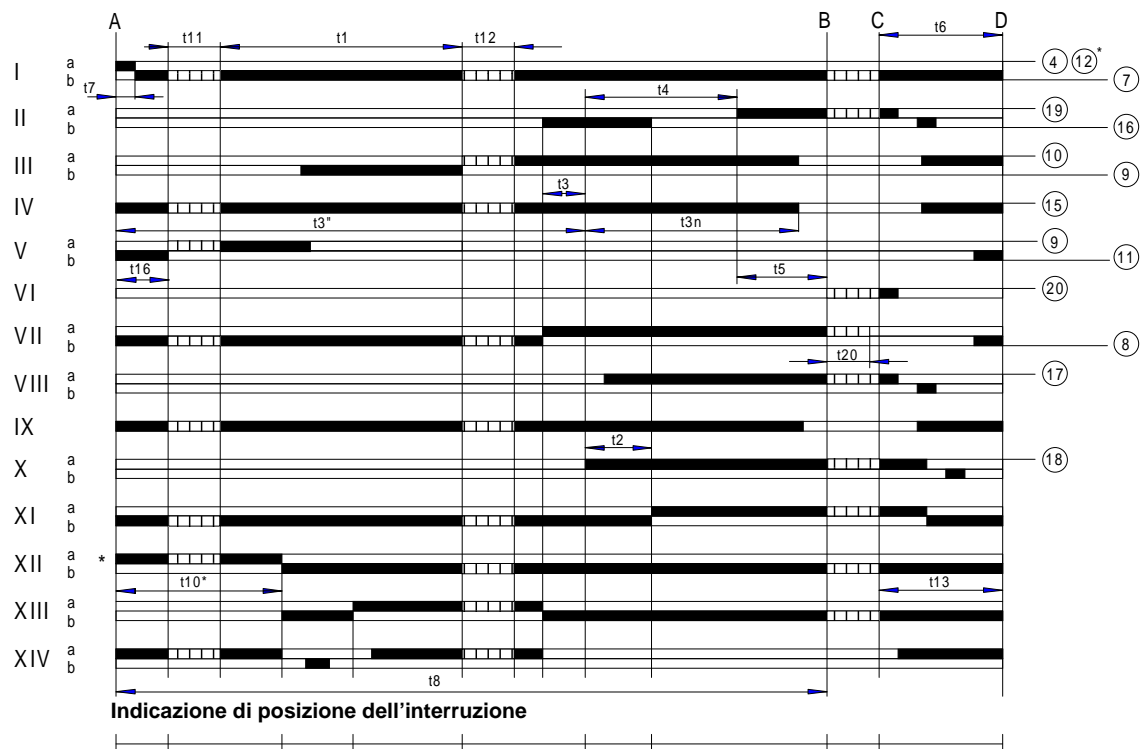 A B C D
t11 t1 t12 t6
I a b 4 12* 7
t7 t4
II a b 19 16
III a b 10 9
t3
IV 15
t3" t3n
V a b 9 11
t16 t5
VI 20
VII a b 8
t20
VIII a b 17
IX
t2
X a b 18
XI a b
XII a b *
t10* t13
XIII a b
XIV a b
t8
Indicazione di posizione dell'interruzione